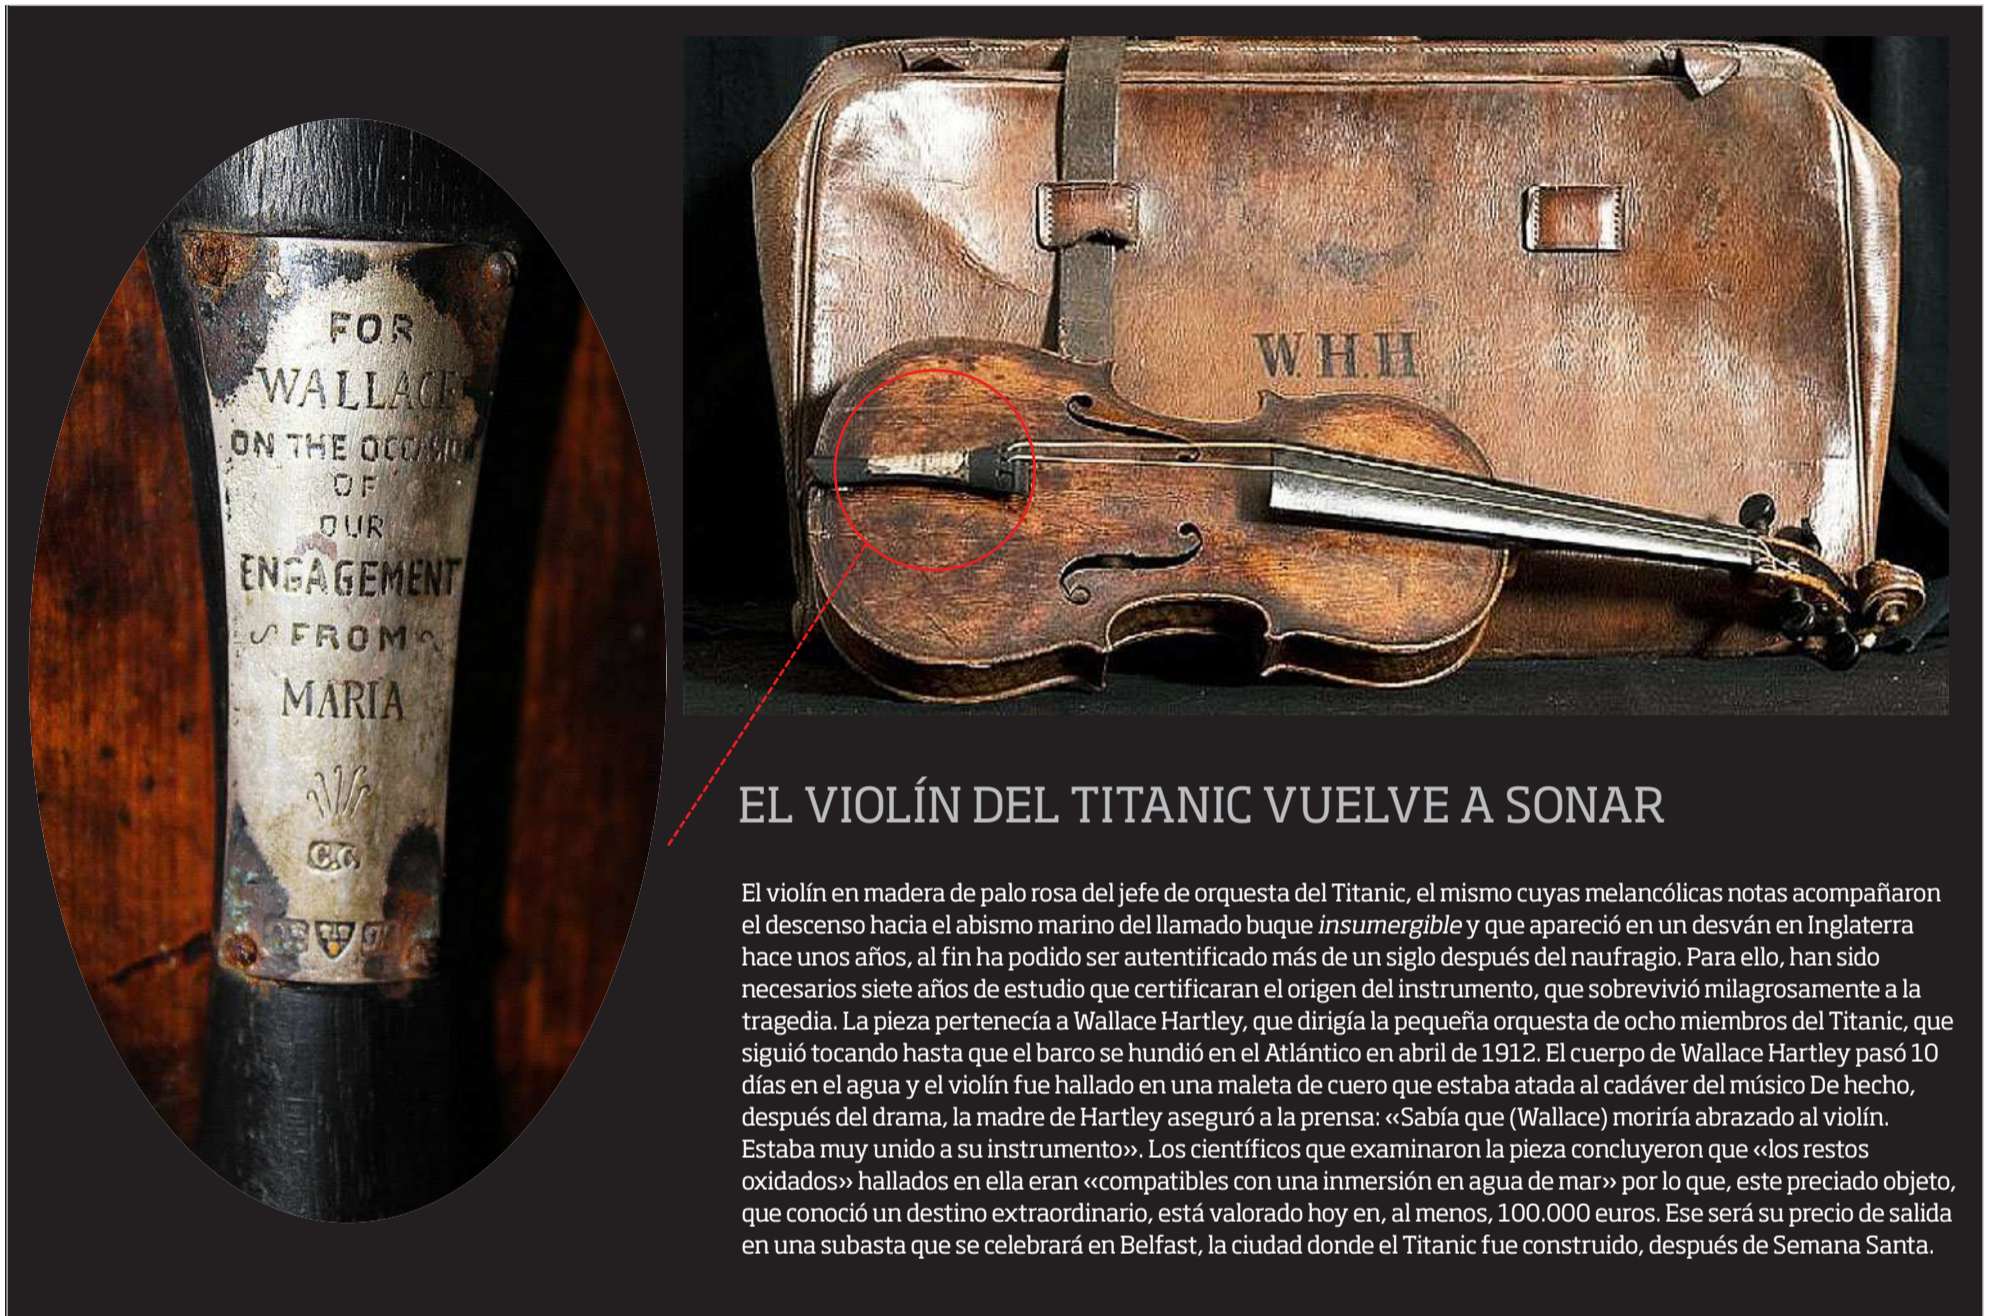 FOR
WALLACE
ON THE OCCASION
OF
OUR
ENGAGEMENT
FROM
MARIA
C.C.
W.H.H
EL VIOLÍN DEL TITANIC VUELVE A SONAR
El violín en madera de palo rosa del jefe de orquesta del Titanic, el mismo cuyas melancólicas notas acompañaron
el descenso hacia el abismo marino del llamado buque insumergible y que apareció en un desván en Inglaterra
hace unos años, al fin ha podido ser autentificado más de un siglo después del naufragio. Para ello, han sido
necesarios siete años de estudio que certificaran el origen del instrumento, que sobrevivió milagrosamente a la
tragedia. La pieza pertenecía a Wallace Hartley, que dirigía la pequeña orquesta de ocho miembros del Titanic, que
siguió tocando hasta que el barco se hundió en el Atlántico en abril de 1912. El cuerpo de Wallace Hartley pasó 10
días en el agua y el violín fue hallado en una maleta de cuero que estaba atada al cadáver del músico De hecho,
después del drama, la madre de Hartley aseguró a la prensa: «Sabía que (Wallace) moriría abrazado al violín.
Estaba muy unido a su instrumento». Los científicos que examinaron la pieza concluyeron que «los restos
oxidados» hallados en ella eran «compatibles con una inmersión en agua de mar» por lo que, este preciado objeto,
que conoció un destino extraordinario, está valorado hoy en, al menos, 100.000 euros. Ese será su precio de salida
en una subasta que se celebrará en Belfast, la ciudad donde el Titanic fue construido, después de Semana Santa.